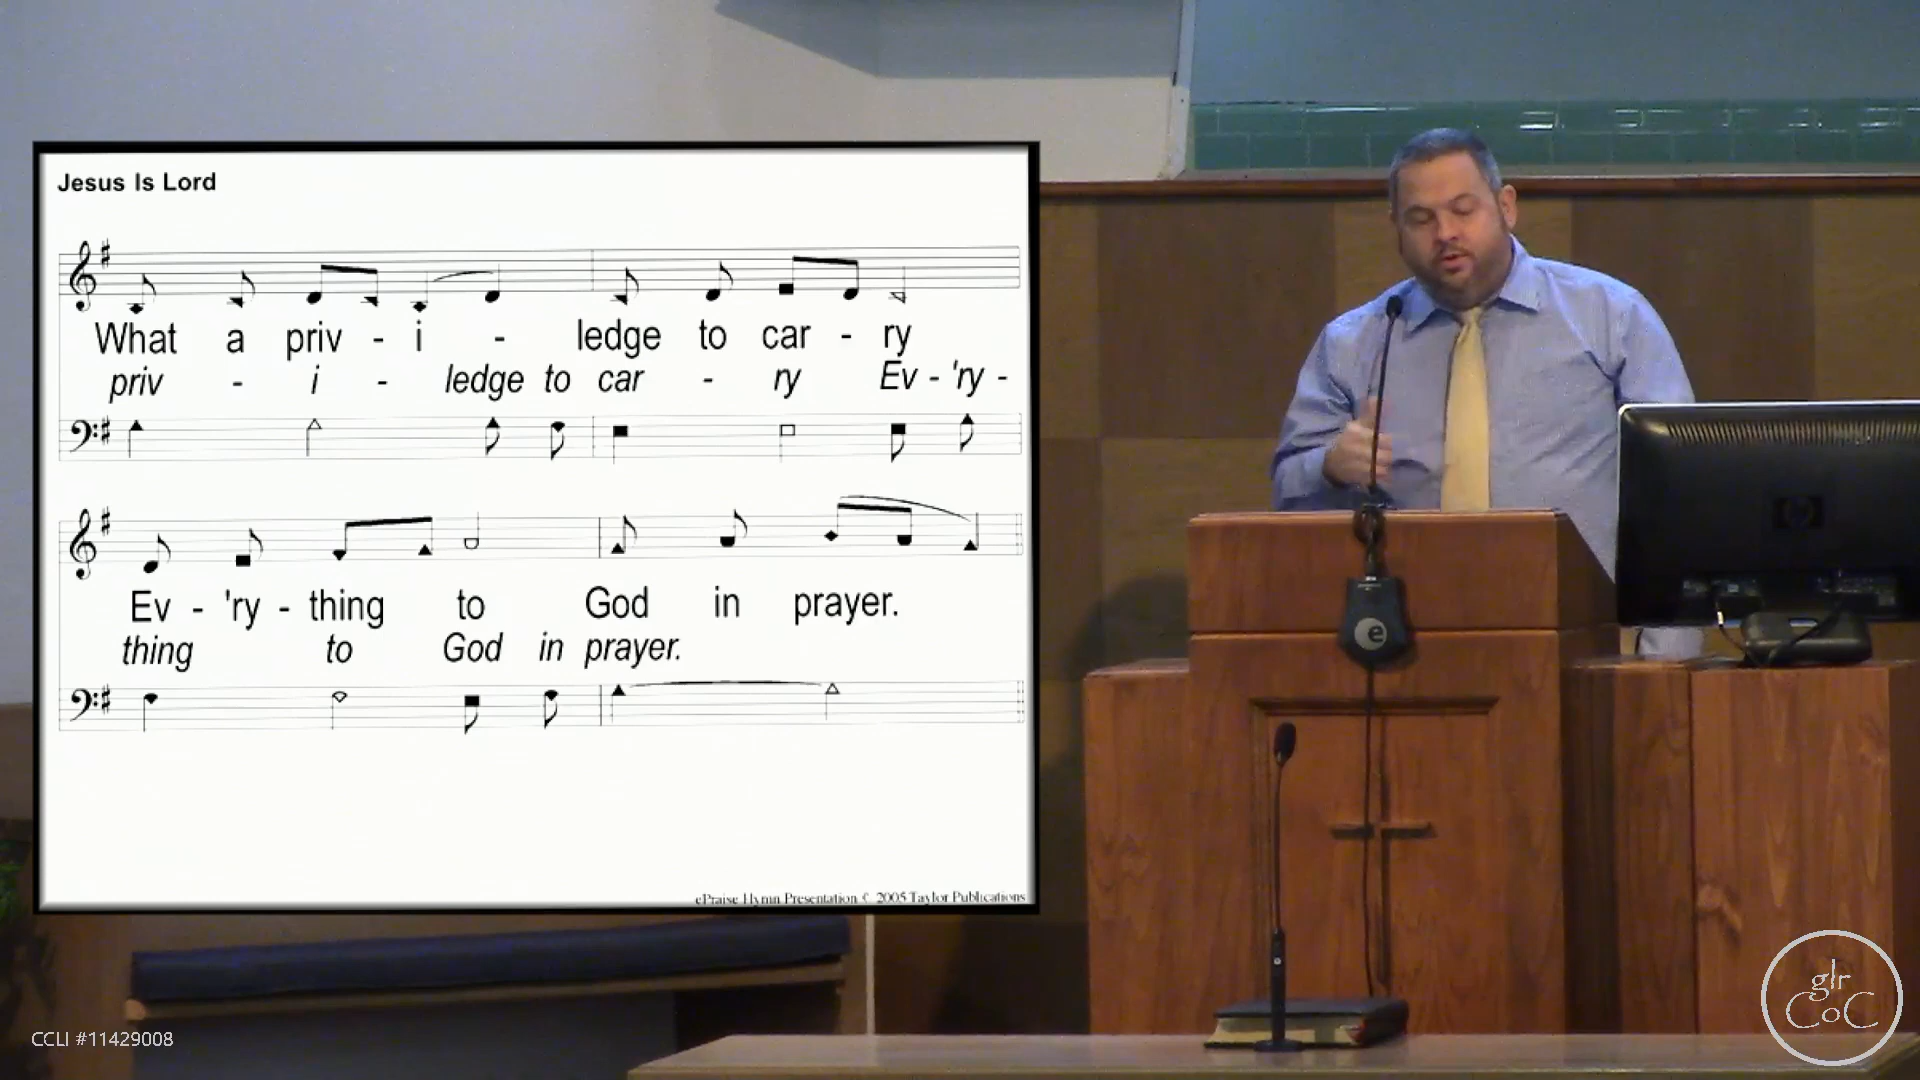 Jesus Is Lord
What a priv - i - ledge to car - ry
priv - i - ledge to car - ry Ev - 'ry -
Ev - 'ry - thing to God in prayer.
thing to God in prayer.
ePraise Hymn Presentation © 2005 Taylor Publications
e
CCLI #11429008
glr
CoC